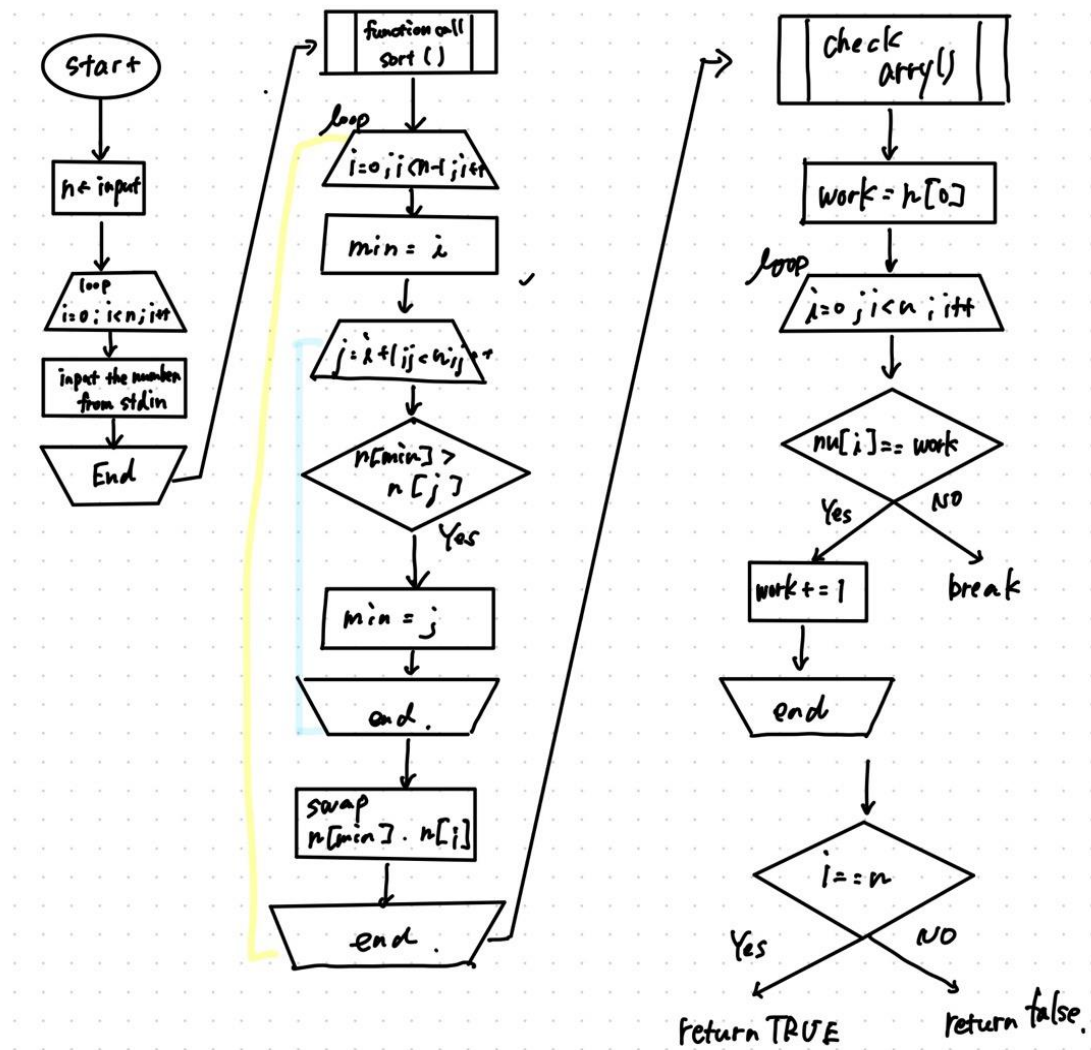 start
n ← input
loop
i=0; i<n; i++
input the number
from stdin
End
function call
sort ()
loop
i=0; i<n-1; i++
min = i
j=i+1; j<n; j++
n[min] >
n[j]
Yes
min = j
end.
swap
n[min] . n[i]
end.
check
arry()
work = n[0]
loop
i=0; i<n; i++
nu[i] == work
Yes
NO
work += 1
break
end
i == n
Yes
NO
return TRUE
return false.